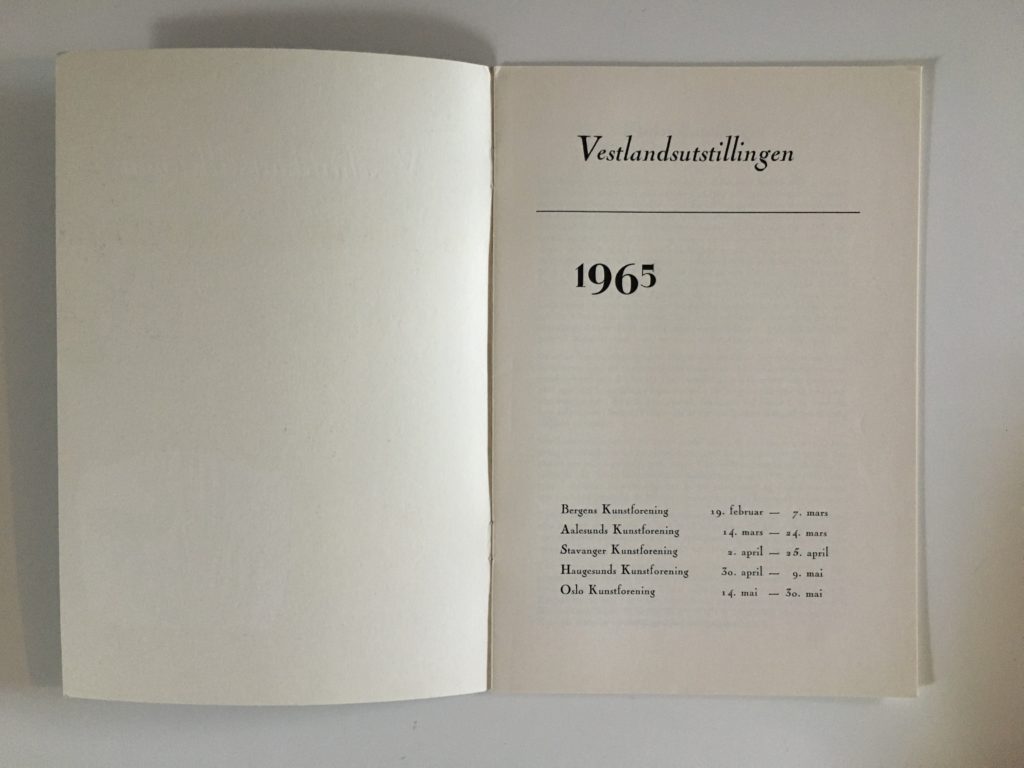 Vestlandsutstillingen
1965
Bergens Kunstforening 19. februar — 7. mars
Aalesunds Kunstforening 14. mars — 24. mars
Stavanger Kunstforening 2. april — 25. april
Haugesunds Kunstforening 30. april — 9. mai
Oslo Kunstforening 14. mai — 30. mai